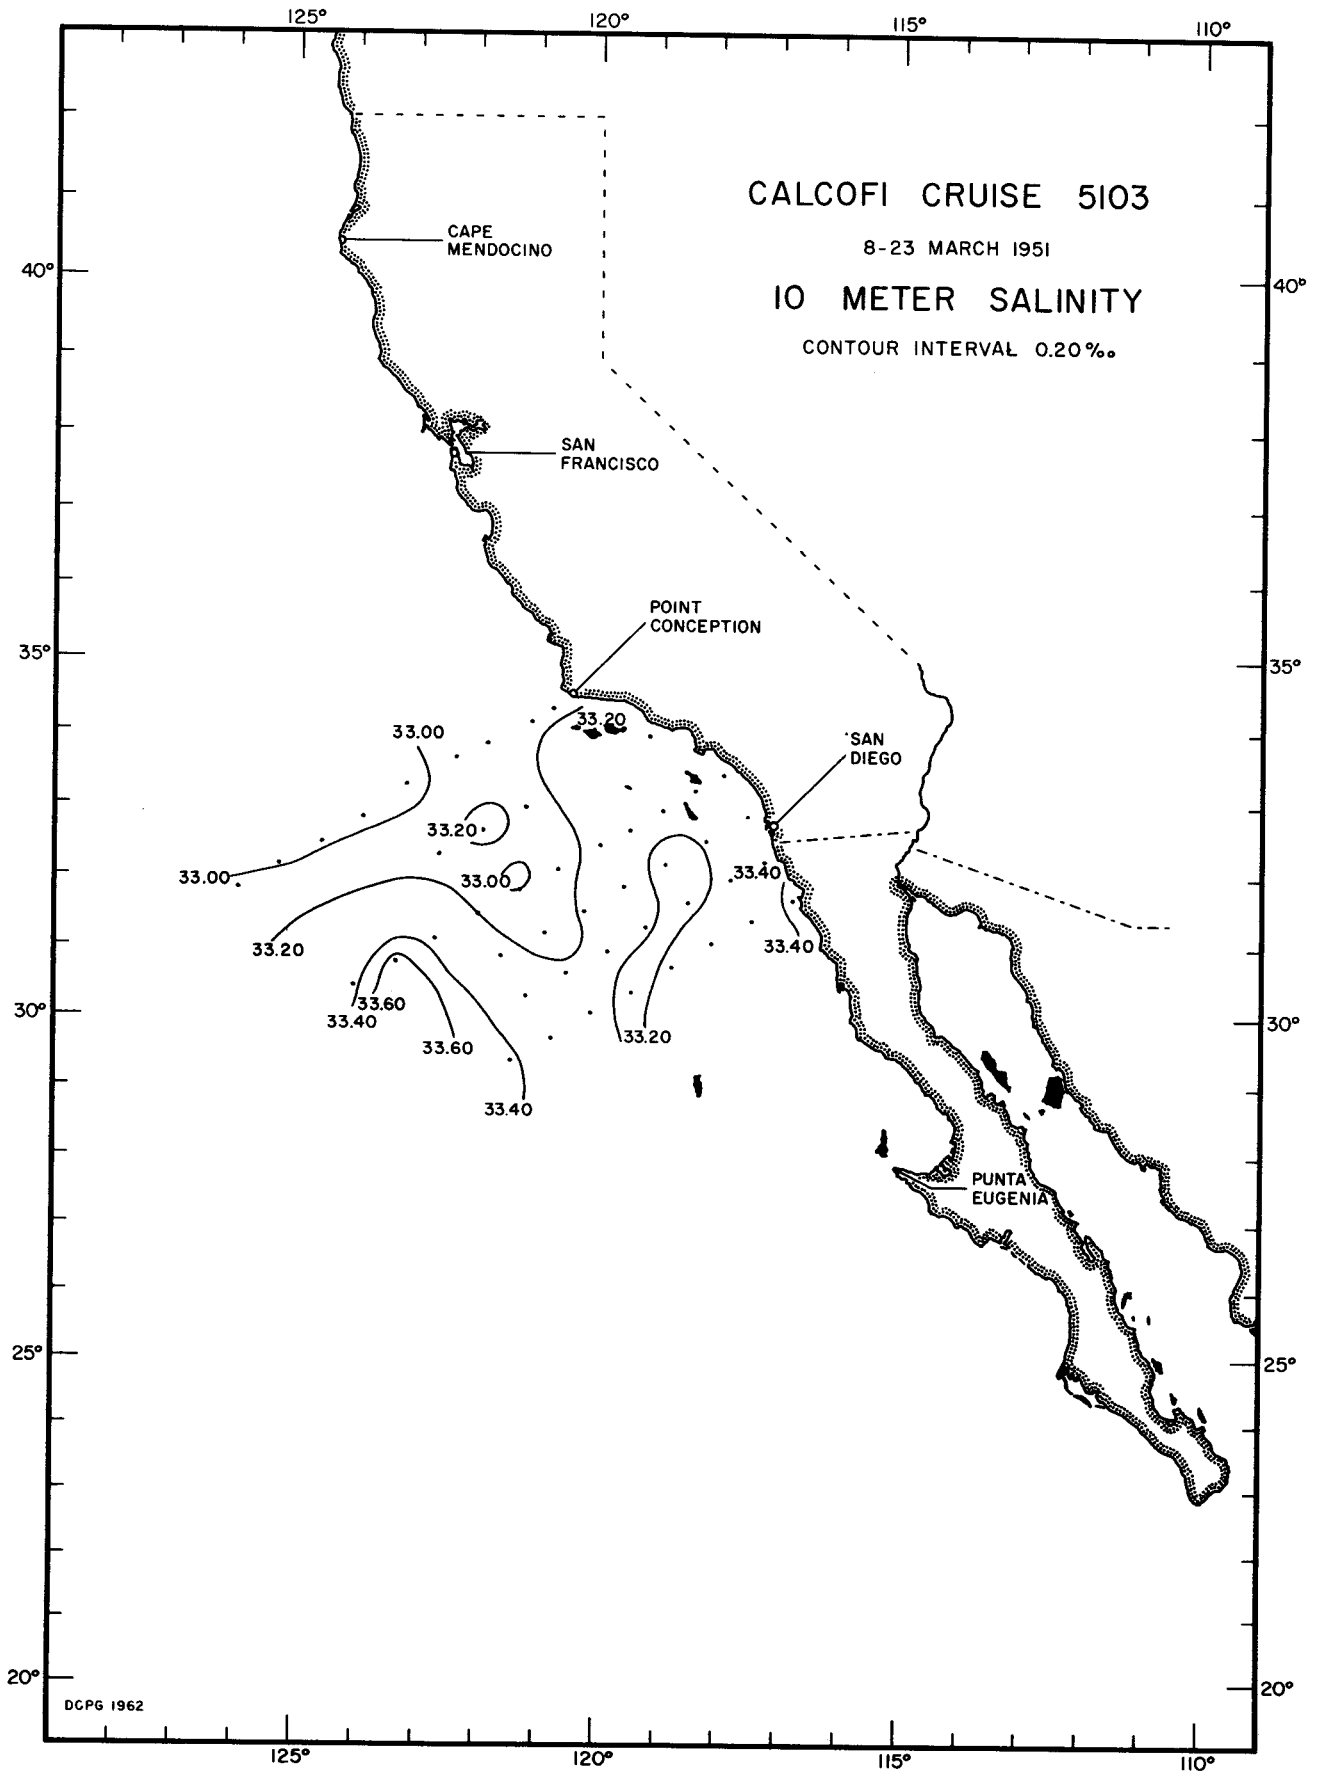 125°
120°
115°
110°
CALCOFI CRUISE 5103
8-23 MARCH 1951
10 METER SALINITY
CONTOUR INTERVAL 0.20‰
CAPE
MENDOCINO
40°
40°
SAN
FRANCISCO
POINT
CONCEPTION
35°
35°
33.20
33.00
SAN
DIEGO
33.20
33.00
33.00
33.40
33.20
33.40
33.60
33.40
33.20
33.60
33.40
30°
30°
PUNTA
EUGENIA
25°
25°
20°
20°
DCPG 1962
125°
120°
115°
110°